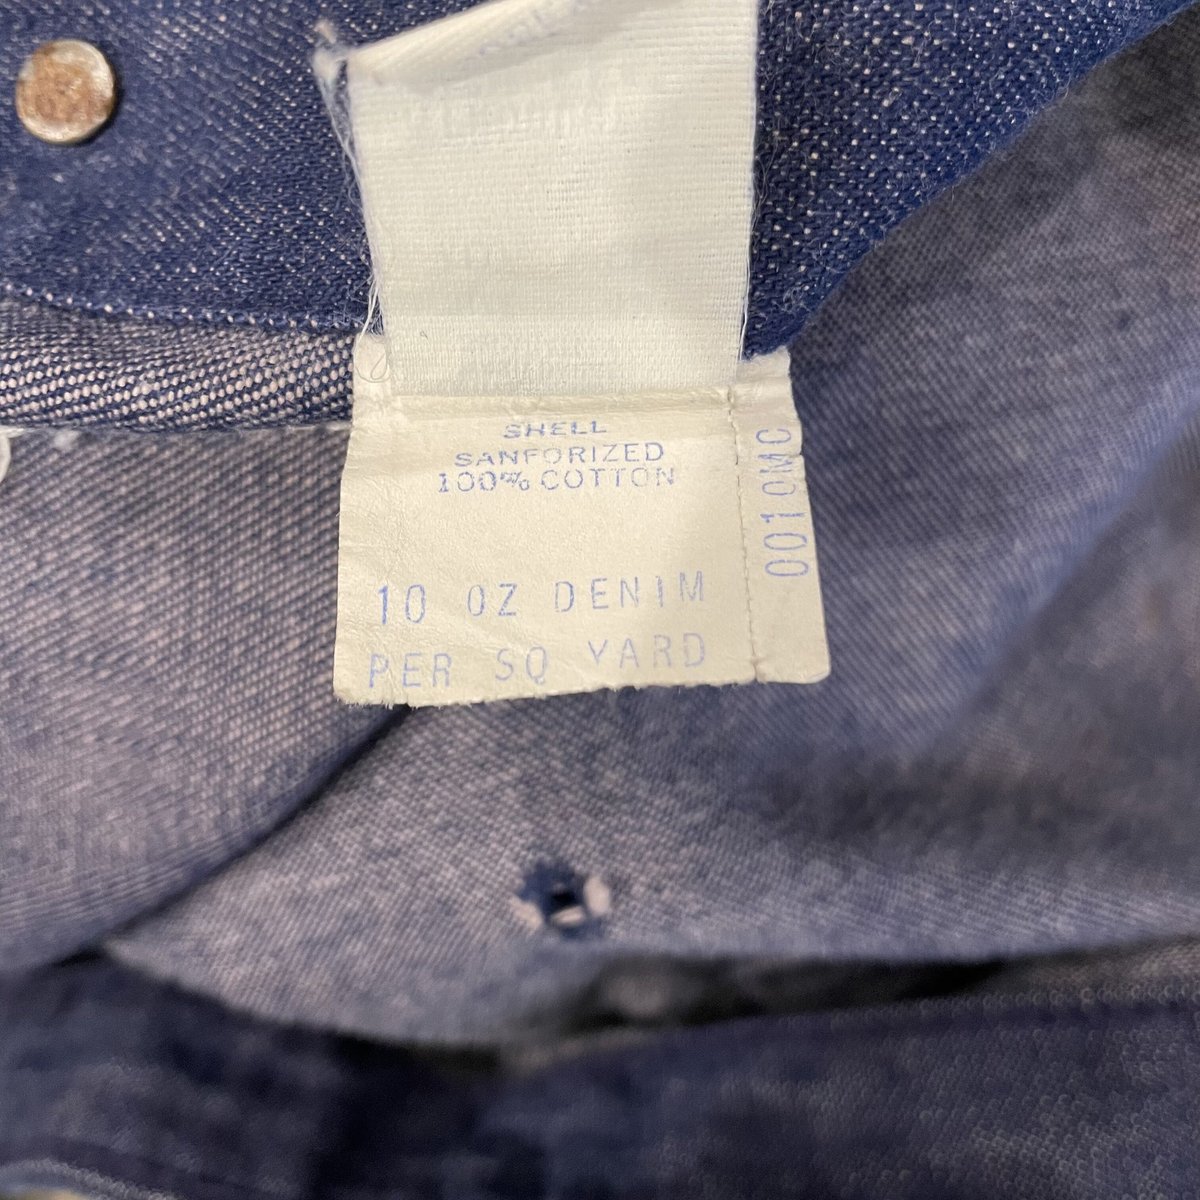 SHELL
SANFORIZED
100% COTTON
10 OZ DENIM
PER SQ YARD
0010MC